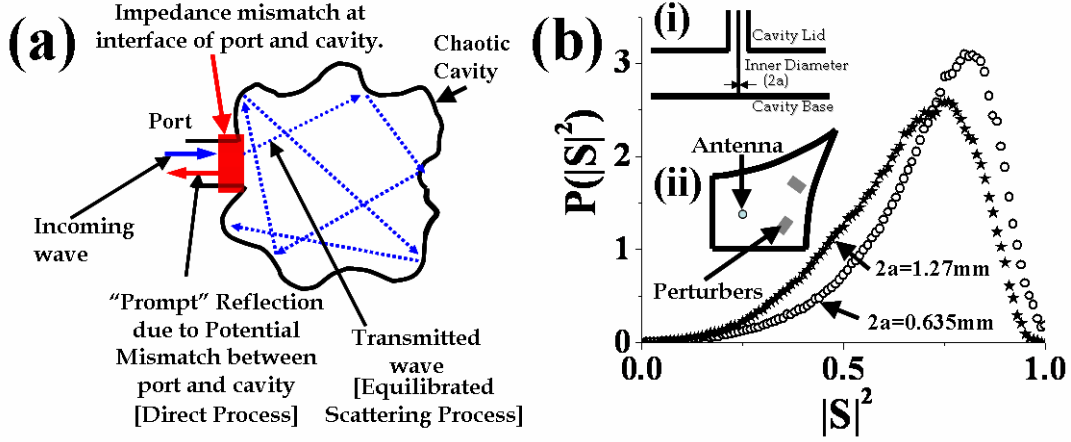 (a)
Impedance mismatch at
interface of port and cavity.
Chaotic
Cavity
Port
Incoming
wave
“Prompt” Reflection
due to Potential
Mismatch between
port and cavity
[Direct Process]
Transmitted
wave
[Equilibrated
Scattering Process]
(b)
(i)
Cavity Lid
Inner Diameter
(2a)
Cavity Base
Antenna
(ii)
Perturbers
2a=1.27mm
2a=0.635mm
P(|S|²)
3
2
1
0
0.0
0.5
1.0
|S|²